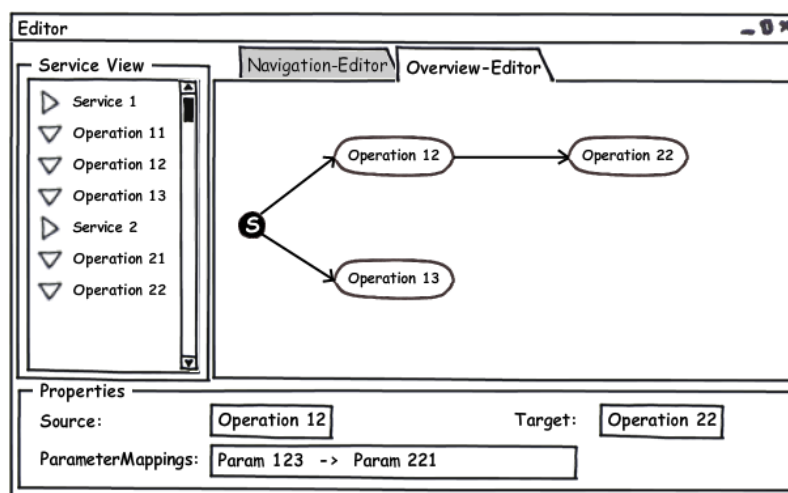 Editor
Service View
Service 1
Operation 11
Operation 12
Operation 13
Service 2
Operation 21
Operation 22
Navigation-Editor
Overview-Editor
Operation 12
Operation 22
S
Operation 13
Properties
Source: Operation 12 Target: Operation 22
ParameterMappings: Param 123 -> Param 221